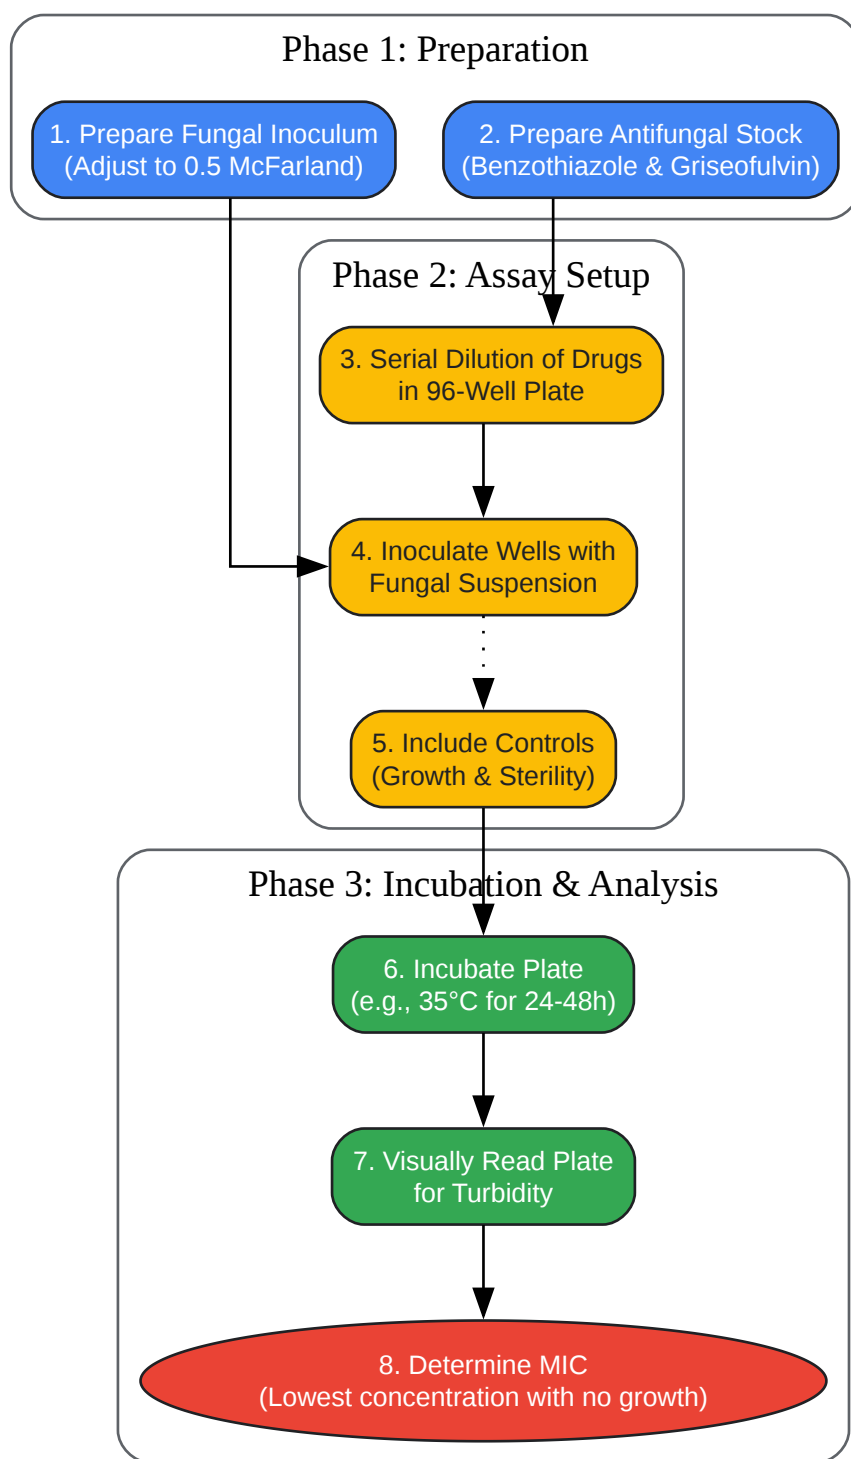 Phase 1: Preparation
1. Prepare Fungal Inoculum
(Adjust to 0.5 McFarland)
2. Prepare Antifungal Stock
(Benzothiazole & Griseofulvin)
Phase 2: Assay Setup
3. Serial Dilution of Drugs
in 96-Well Plate
4. Inoculate Wells with
Fungal Suspension
5. Include Controls
(Growth & Sterility)
Phase 3: Incubation & Analysis
6. Incubate Plate
(e.g., 35°C for 24-48h)
7. Visually Read Plate
for Turbidity
8. Determine MIC
(Lowest concentration with no growth)